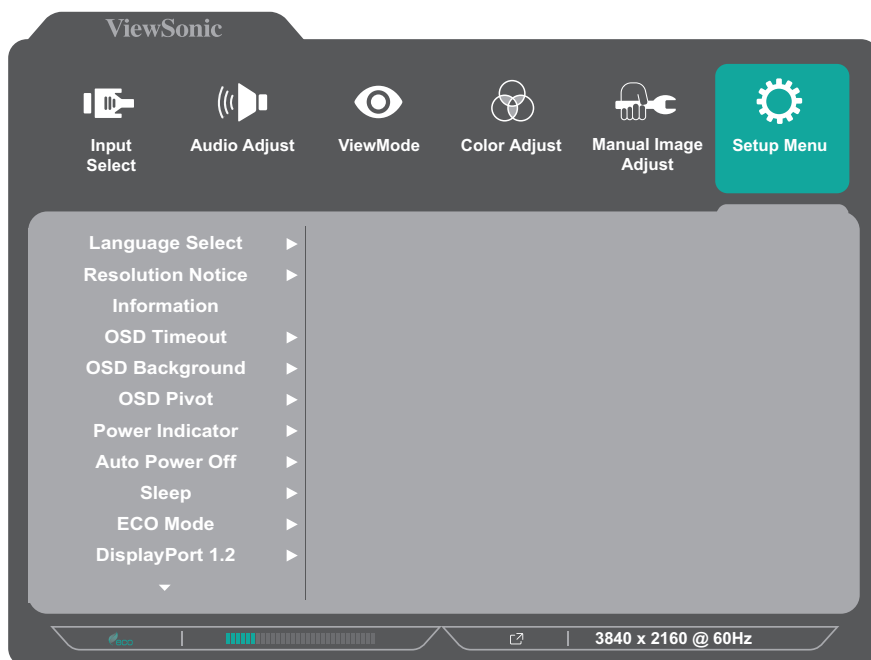 ViewSonic
Input
Select
Audio Adjust
ViewMode
Color Adjust
Manual Image
Adjust
Setup Menu
Language Select
Resolution Notice
Information
OSD Timeout
OSD Background
OSD Pivot
Power Indicator
Auto Power Off
Sleep
ECO Mode
DisplayPort 1.2
eco
3840 x 2160 @ 60Hz